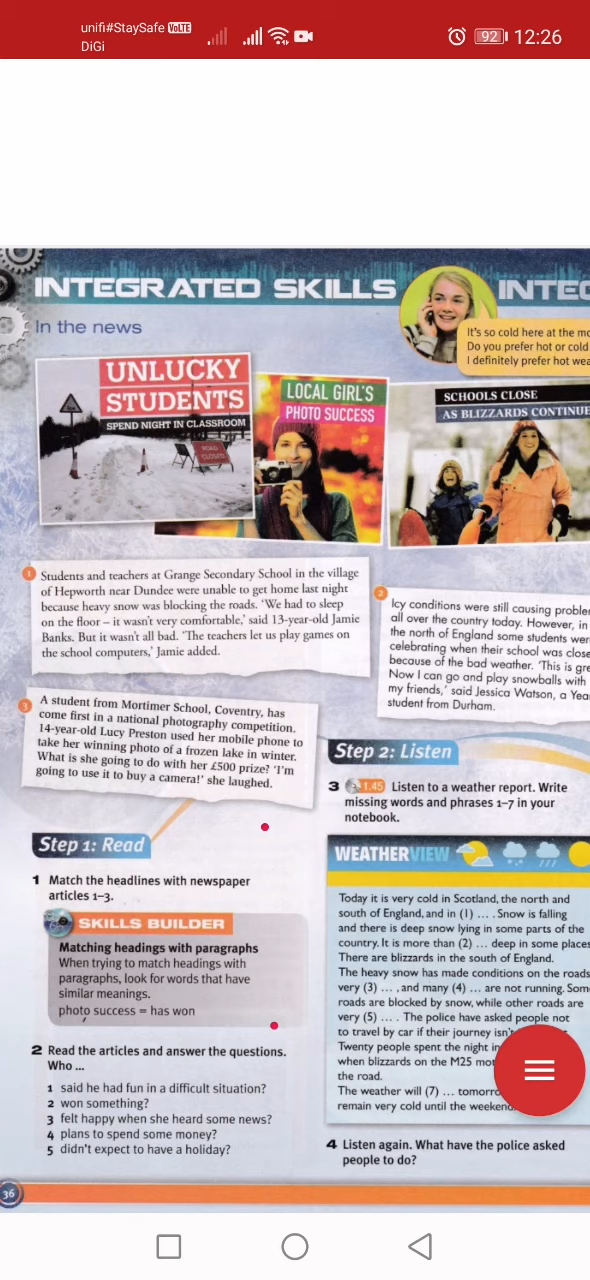 unifi#StaySafe VoLTE
DiGi
92 12:26
INTEGRATED SKILLS
In the news
It's so cold here at the
Do you prefer hot or cold
I definitely prefer hot
UNLUCKY
STUDENTS
SPEND NIGHT IN CLASSROOM
ROAD
CLOSED
LOCAL GIRL'S
PHOTO SUCCESS
SCHOOLS CLOSE
AS BLIZZARDS CONTINUE
1 Students and teachers at Grange Secondary School in the village
of Hepworth near Dundee were unable to get home last night
because heavy snow was blocking the roads. 'We had to sleep
on the floor – it wasn't very comfortable,' said 13-year-old Jamie
Banks. But it wasn't all bad. 'The teachers let us play games on
the school computers,' Jamie added.
2 Icy conditions were still causing
all over the country today. However, in
the north of England some students
celebrating when their school was
because of the bad weather. 'This is
Now I can go and play snowballs with
my friends,' said Jessica Watson, a
student from Durham.
3 A student from Mortimer School, Coventry, has
come first in a national photography competition.
14-year-old Lucy Preston used her mobile phone to
take her winning photo of a frozen lake in winter.
What is she going to do with her £500 prize? 'I'm
going to use it to buy a camera!' she laughed.
Step 1: Read
1 Match the headlines with newspaper
articles 1–3.
SKILLS BUILDER
Matching headings with paragraphs
When trying to match headings with
paragraphs, look for words that have
similar meanings.
photo success = has won
2 Read the articles and answer the questions.
Who ...
1 said he had fun in a difficult situation?
2 won something?
3 felt happy when she heard some news?
4 plans to spend some money?
5 didn't expect to have a holiday?
36
Step 2: Listen
3 1.45 Listen to a weather report. Write
missing words and phrases 1–7 in your
notebook.
WEATHERVIEW
Today it is very cold in Scotland, the north and
south of England, and in (1) ... . Snow is falling
and there is deep snow lying in some parts of the
country. It is more than (2) ... deep in some places
There are blizzards in the south of England.
The heavy snow has made conditions on the roads
very (3) ... , and many (4) ... are not running.
roads are blocked by snow, while other roads are
very (5) ... . The police have asked people not
to travel by car if their journey
Twenty people spent the night
when blizzards on the M25
the road.
The weather will (7) ...
remain very cold until the weekend.
4 Listen again. What have the police asked
people to do?